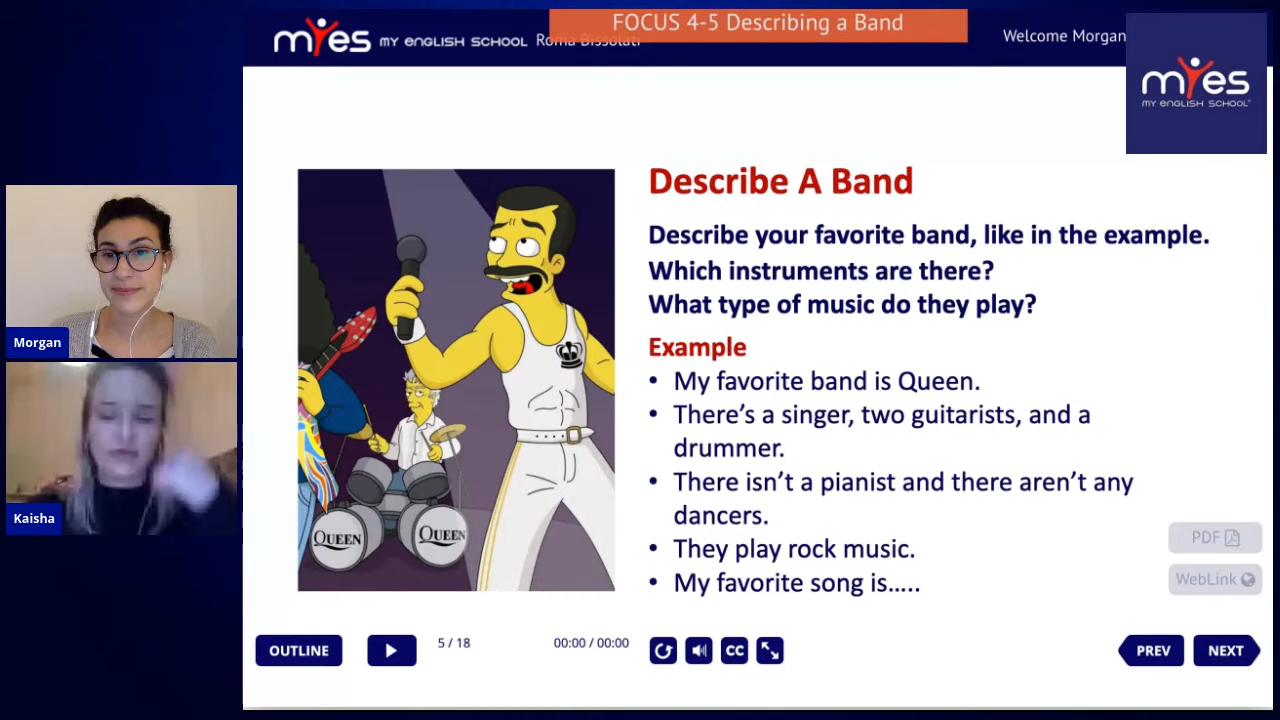 FOCUS 4-5 Describing a Band
myes MY ENGLISH SCHOOL Roma Bissolati
Welcome Morgan
myes
MY ENGLISH SCHOOL
Describe A Band
Describe your favorite band, like in the example.
Which instruments are there?
What type of music do they play?
Example
• My favorite band is Queen.
• There's a singer, two guitarists, and a
drummer.
• There isn't a pianist and there aren't any
dancers.
• They play rock music.
• My favorite song is.....
QUEEN
QUEEN
Morgan
Kaisha
PDF
WebLink
OUTLINE
5 / 18
00:00 / 00:00
CC
PREV
NEXT